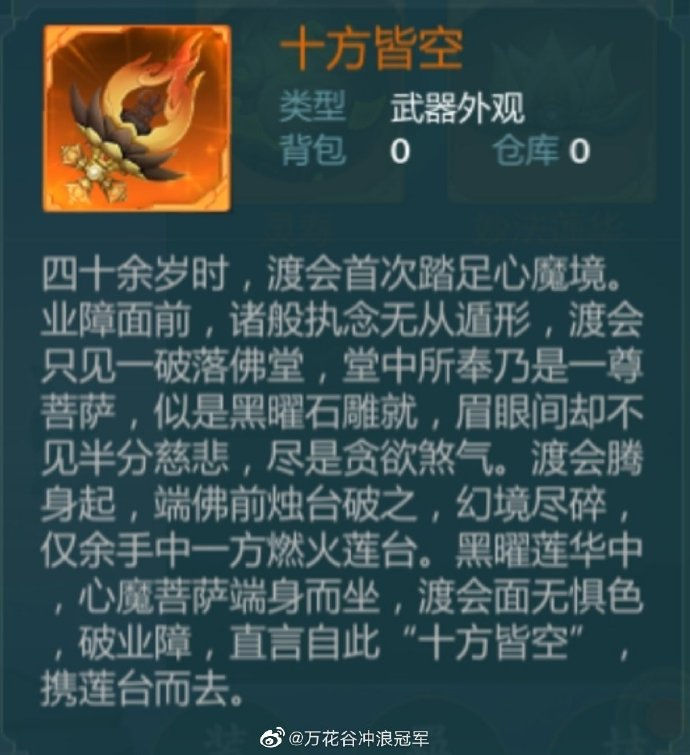 十方皆空
类型 武器外观
背包 0 仓库 0
四十余岁时，渡会首次踏足心魔境。
业障面前，诸般执念无从遁形，渡会
只见一破落佛堂，堂中所奉乃是一尊
菩萨，似是黑曜石雕就，眉眼间却不
见半分慈悲，尽是贪欲煞气。渡会腾
身起，端佛前烛台破之，幻境尽碎，
仅余手中一方燃火莲台。黑曜莲华中
，心魔菩萨端身而坐，渡会面无惧色
，破业障，直言自此“十方皆空”，
携莲台而去。
@万花谷冲浪冠军